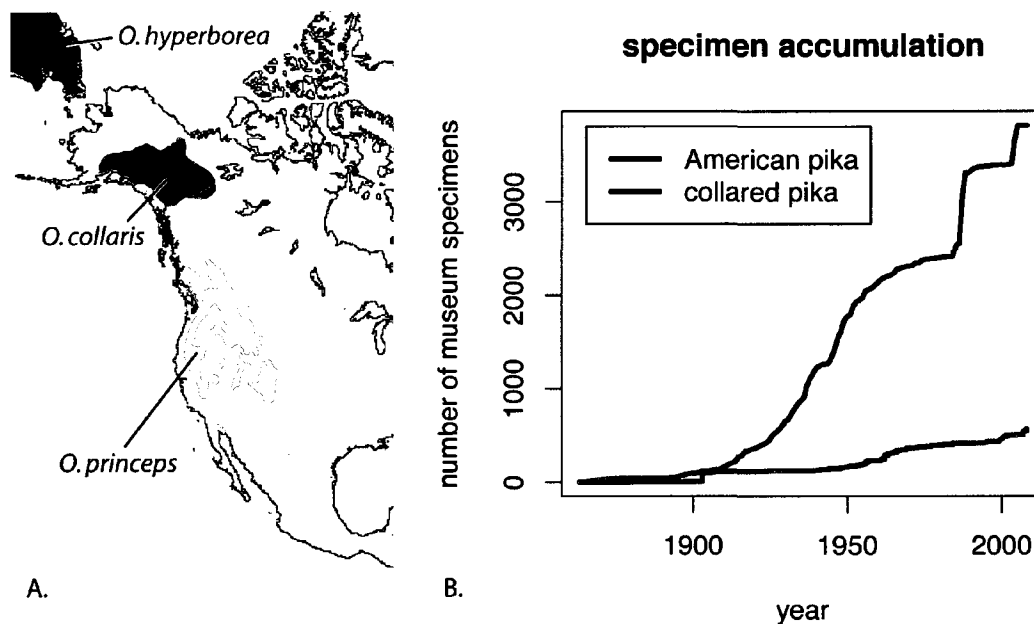 O. hyperborea
O. collaris
O. princeps
A.
specimen accumulation
American pika
collared pika
number of museum specimens
0
1000
2000
3000
1900
1950
2000
year
B.